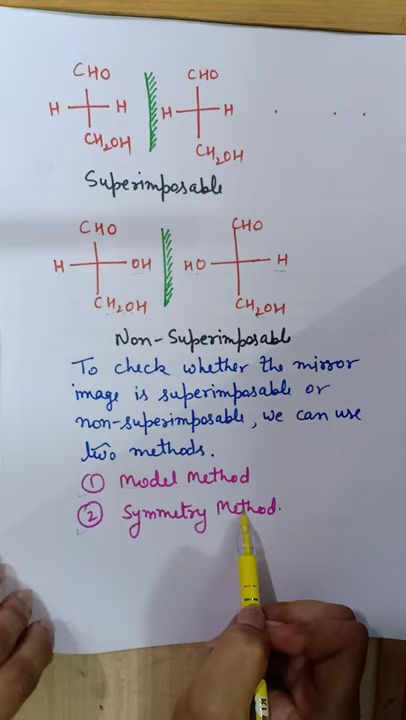 CHO CHO
H H H H
CH2OH CH2OH
Superimposable
CHO CHO
H OH HO H
CH2OH CH2OH
Non-Superimposable
To check whether the mirror
image is superimposable or
non-superimposable, we can use
two methods.
① Model Method
② Symmetry Method.